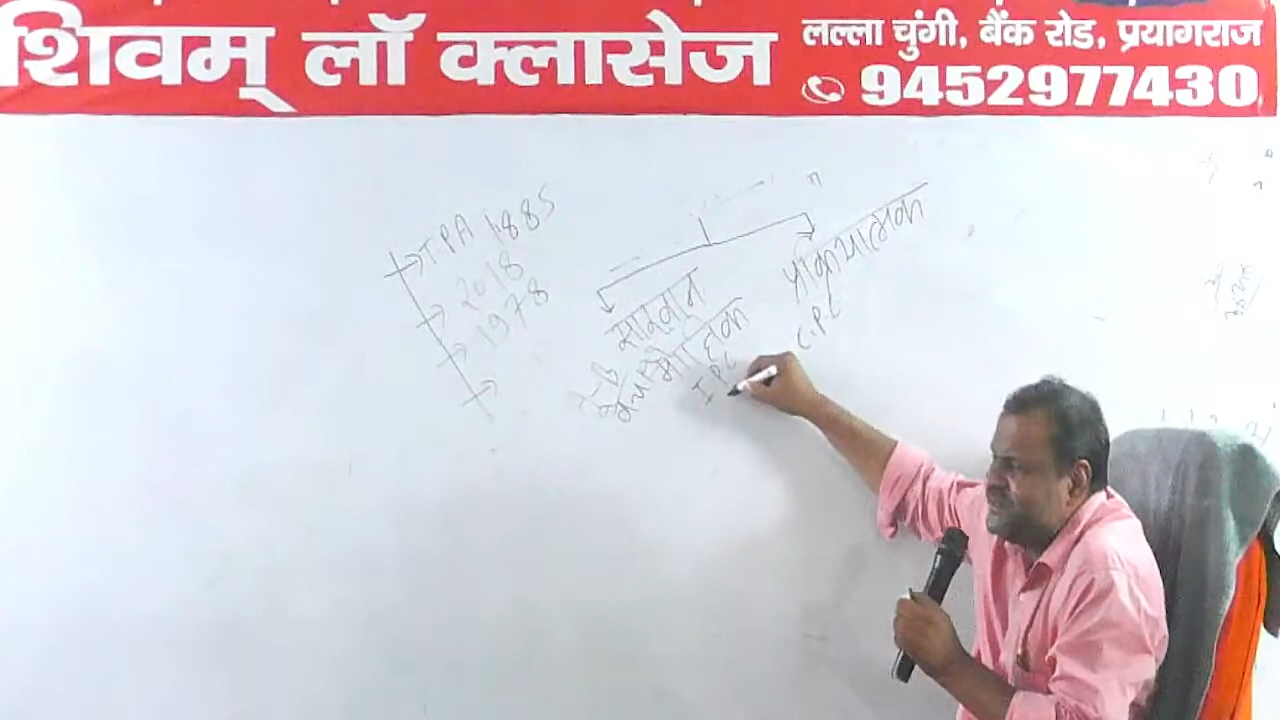 शिवम् लॉ क्लासेज
लल्ला चुंगी, बैंक रोड, प्रयागराज
9452977430
TPA 1885
2018
1978
सारवान
मौलिक
I.P.C
प्रक्रियात्मक
C.P.C